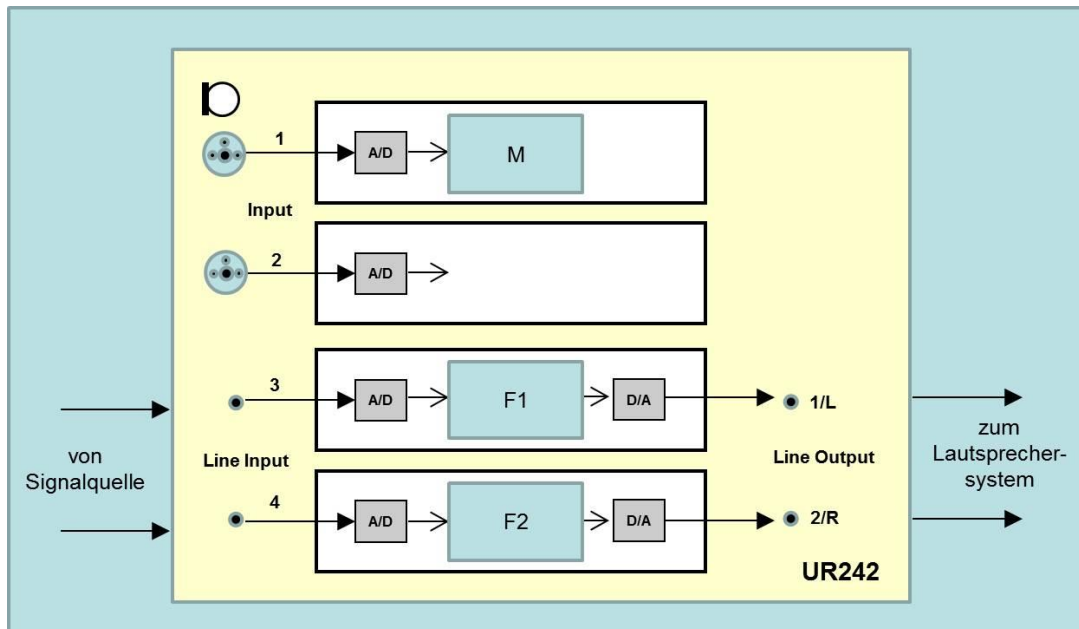 1
A/D
M
Input
2
A/D
3
A/D
F1
D/A
1/L
von
Signalquelle
Line Input
Line Output
zum
Lautsprecher-
system
4
A/D
F2
D/A
2/R
UR242